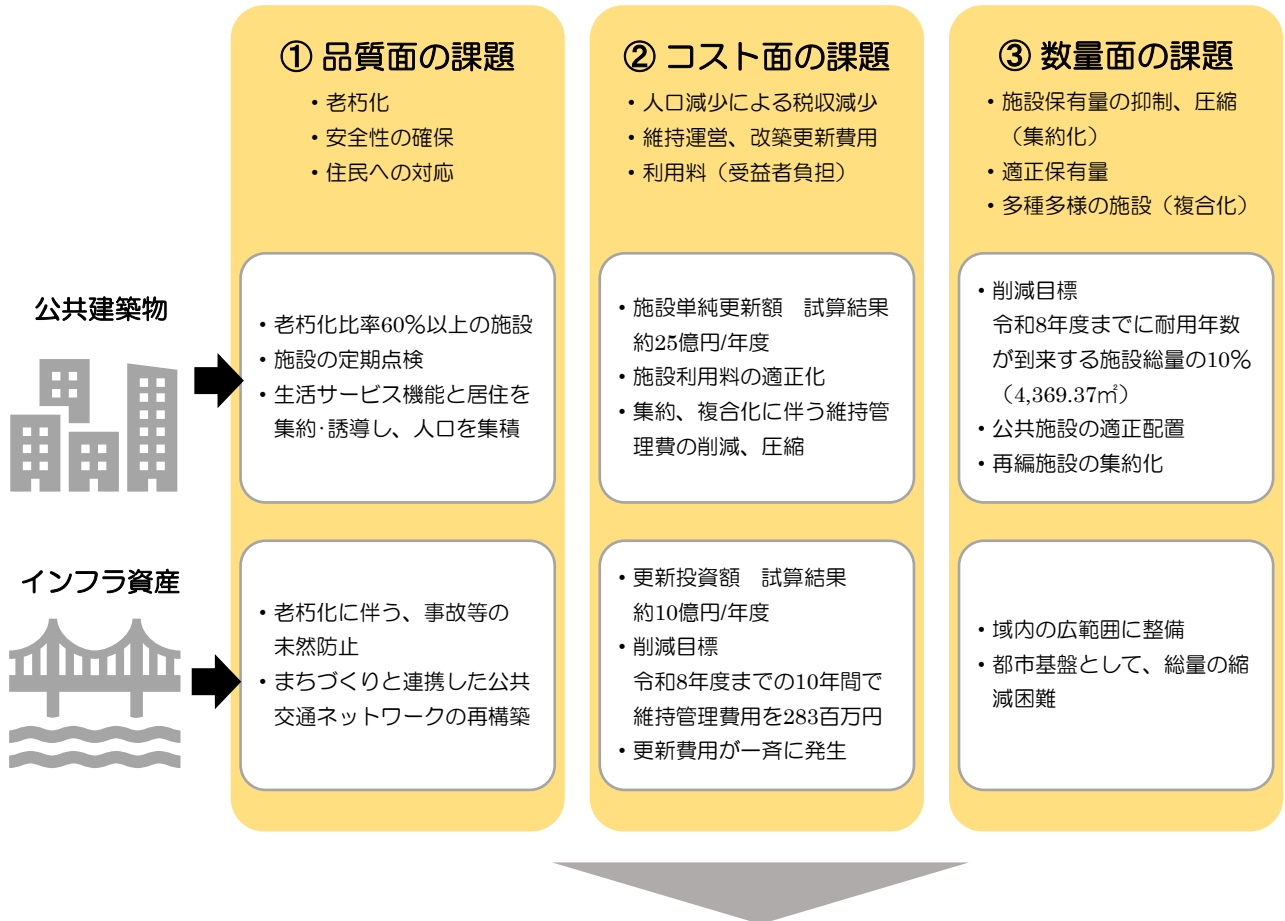 ① 品質面の課題
・老朽化
・安全性の確保
・住民への対応
② コスト面の課題
・人口減少による税収減少
・維持運営、改築更新費用
・利用料（受益者負担）
③ 数量面の課題
・施設保有量の抑制、圧縮
（集約化）
・適正保有量
・多種多様の施設（複合化）
公共建築物
・老朽化比率60%以上の施設
・施設の定期点検
・生活サービス機能と居住を
集約・誘導し、人口を集積
・施設単純更新額　試算結果
約25億円/年度
・施設利用料の適正化
・集約、複合化に伴う維持管
理費の削減、圧縮
・削減目標
令和8年度までに耐用年数
が到来する施設総量の10%
（4,369.37㎡）
・公共施設の適正配置
・再編施設の集約化
インフラ資産
・老朽化に伴う、事故等の
未然防止
・まちづくりと連携した公共
交通ネットワークの再構築
・更新投資額　試算結果
約10億円/年度
・削減目標
令和8年度までの10年間で
維持管理費用を283百万円
・更新費用が一斉に発生
・域内の広範囲に整備
・都市基盤として、総量の縮
減困難